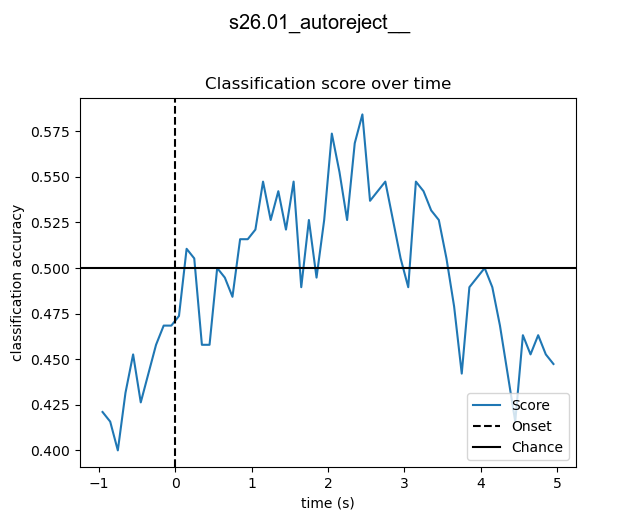 s26.01_autoreject__
Classification score over time
0.575
0.550
0.525
0.500
0.475
0.450
0.425
0.400
classification accuracy
Score
Onset
Chance
−1
0
1
2
3
4
5
time (s)